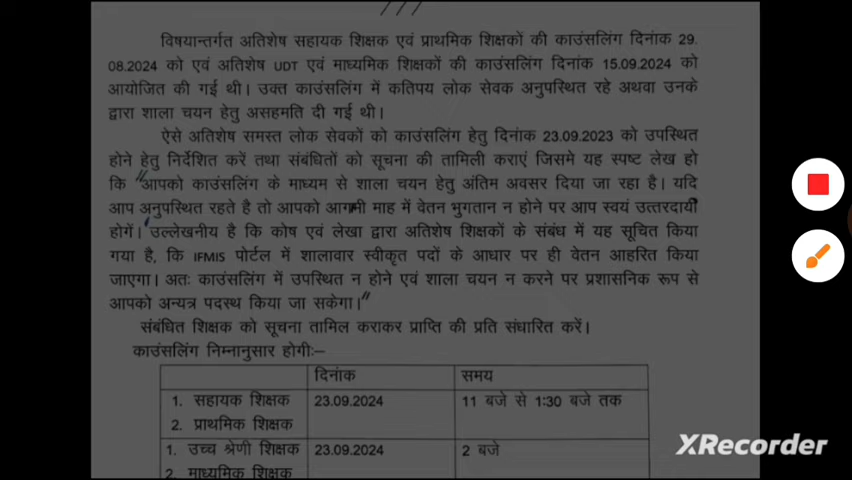 विषयान्तर्गत अतिशेष सहायक शिक्षक एवं प्राथमिक शिक्षकों की काउंसलिंग दिनांक 29.
08.2024 को एवं अतिशेष UDT एवं माध्यमिक शिक्षकों की काउंसलिंग दिनांक 15.09.2024 को
आयोजित की गई थी। उक्त काउंसलिंग में कतिपय लोक सेवक अनुपस्थित रहे अथवा उनके
द्वारा शाला चयन हेतु असहमति दी गई थी।
ऐसे अतिशेष समस्त लोक सेवकों को काउंसलिंग हेतु दिनांक 23.09.2023 को उपस्थित
होने हेतु निर्देशित करें तथा संबंधितों को सूचना की तामिली कराएं जिसमे यह स्पष्ट लेख हो
कि "आपको काउंसलिंग के माध्यम से शाला चयन हेतु अंतिम अवसर दिया जा रहा है। यदि
आप अनुपस्थित रहते है तो आपको आगामी माह में वेतन भुगतान न होने पर आप स्वयं उत्तरदायी
होगें। उल्लेखनीय है कि कोष एवं लेखा द्वारा अतिशेष शिक्षकों के संबंध में यह सूचित किया
गया है, कि IFMIS पोर्टल में शालावार स्वीकृत पदों के आधार पर ही वेतन आहरित किया
जाएगा। अतः काउंसलिंग में उपस्थित न होने एवं शाला चयन न करने पर प्रशासनिक रूप से
आपको अन्यत्र पदस्थ किया जा सकेगा।"
संबंधित शिक्षक को सूचना तामिल कराकर प्राप्ति की प्रति संधारित करें।
काउंसलिंग निम्नानुसार होगीः–
दिनांक समय
1. सहायक शिक्षक 23.09.2024 11 बजे से 1:30 बजे तक
2. प्राथमिक शिक्षक
1. उच्च श्रेणी शिक्षक 23.09.2024 2 बजे
2. माध्यमिक शिक्षक
XRecorder